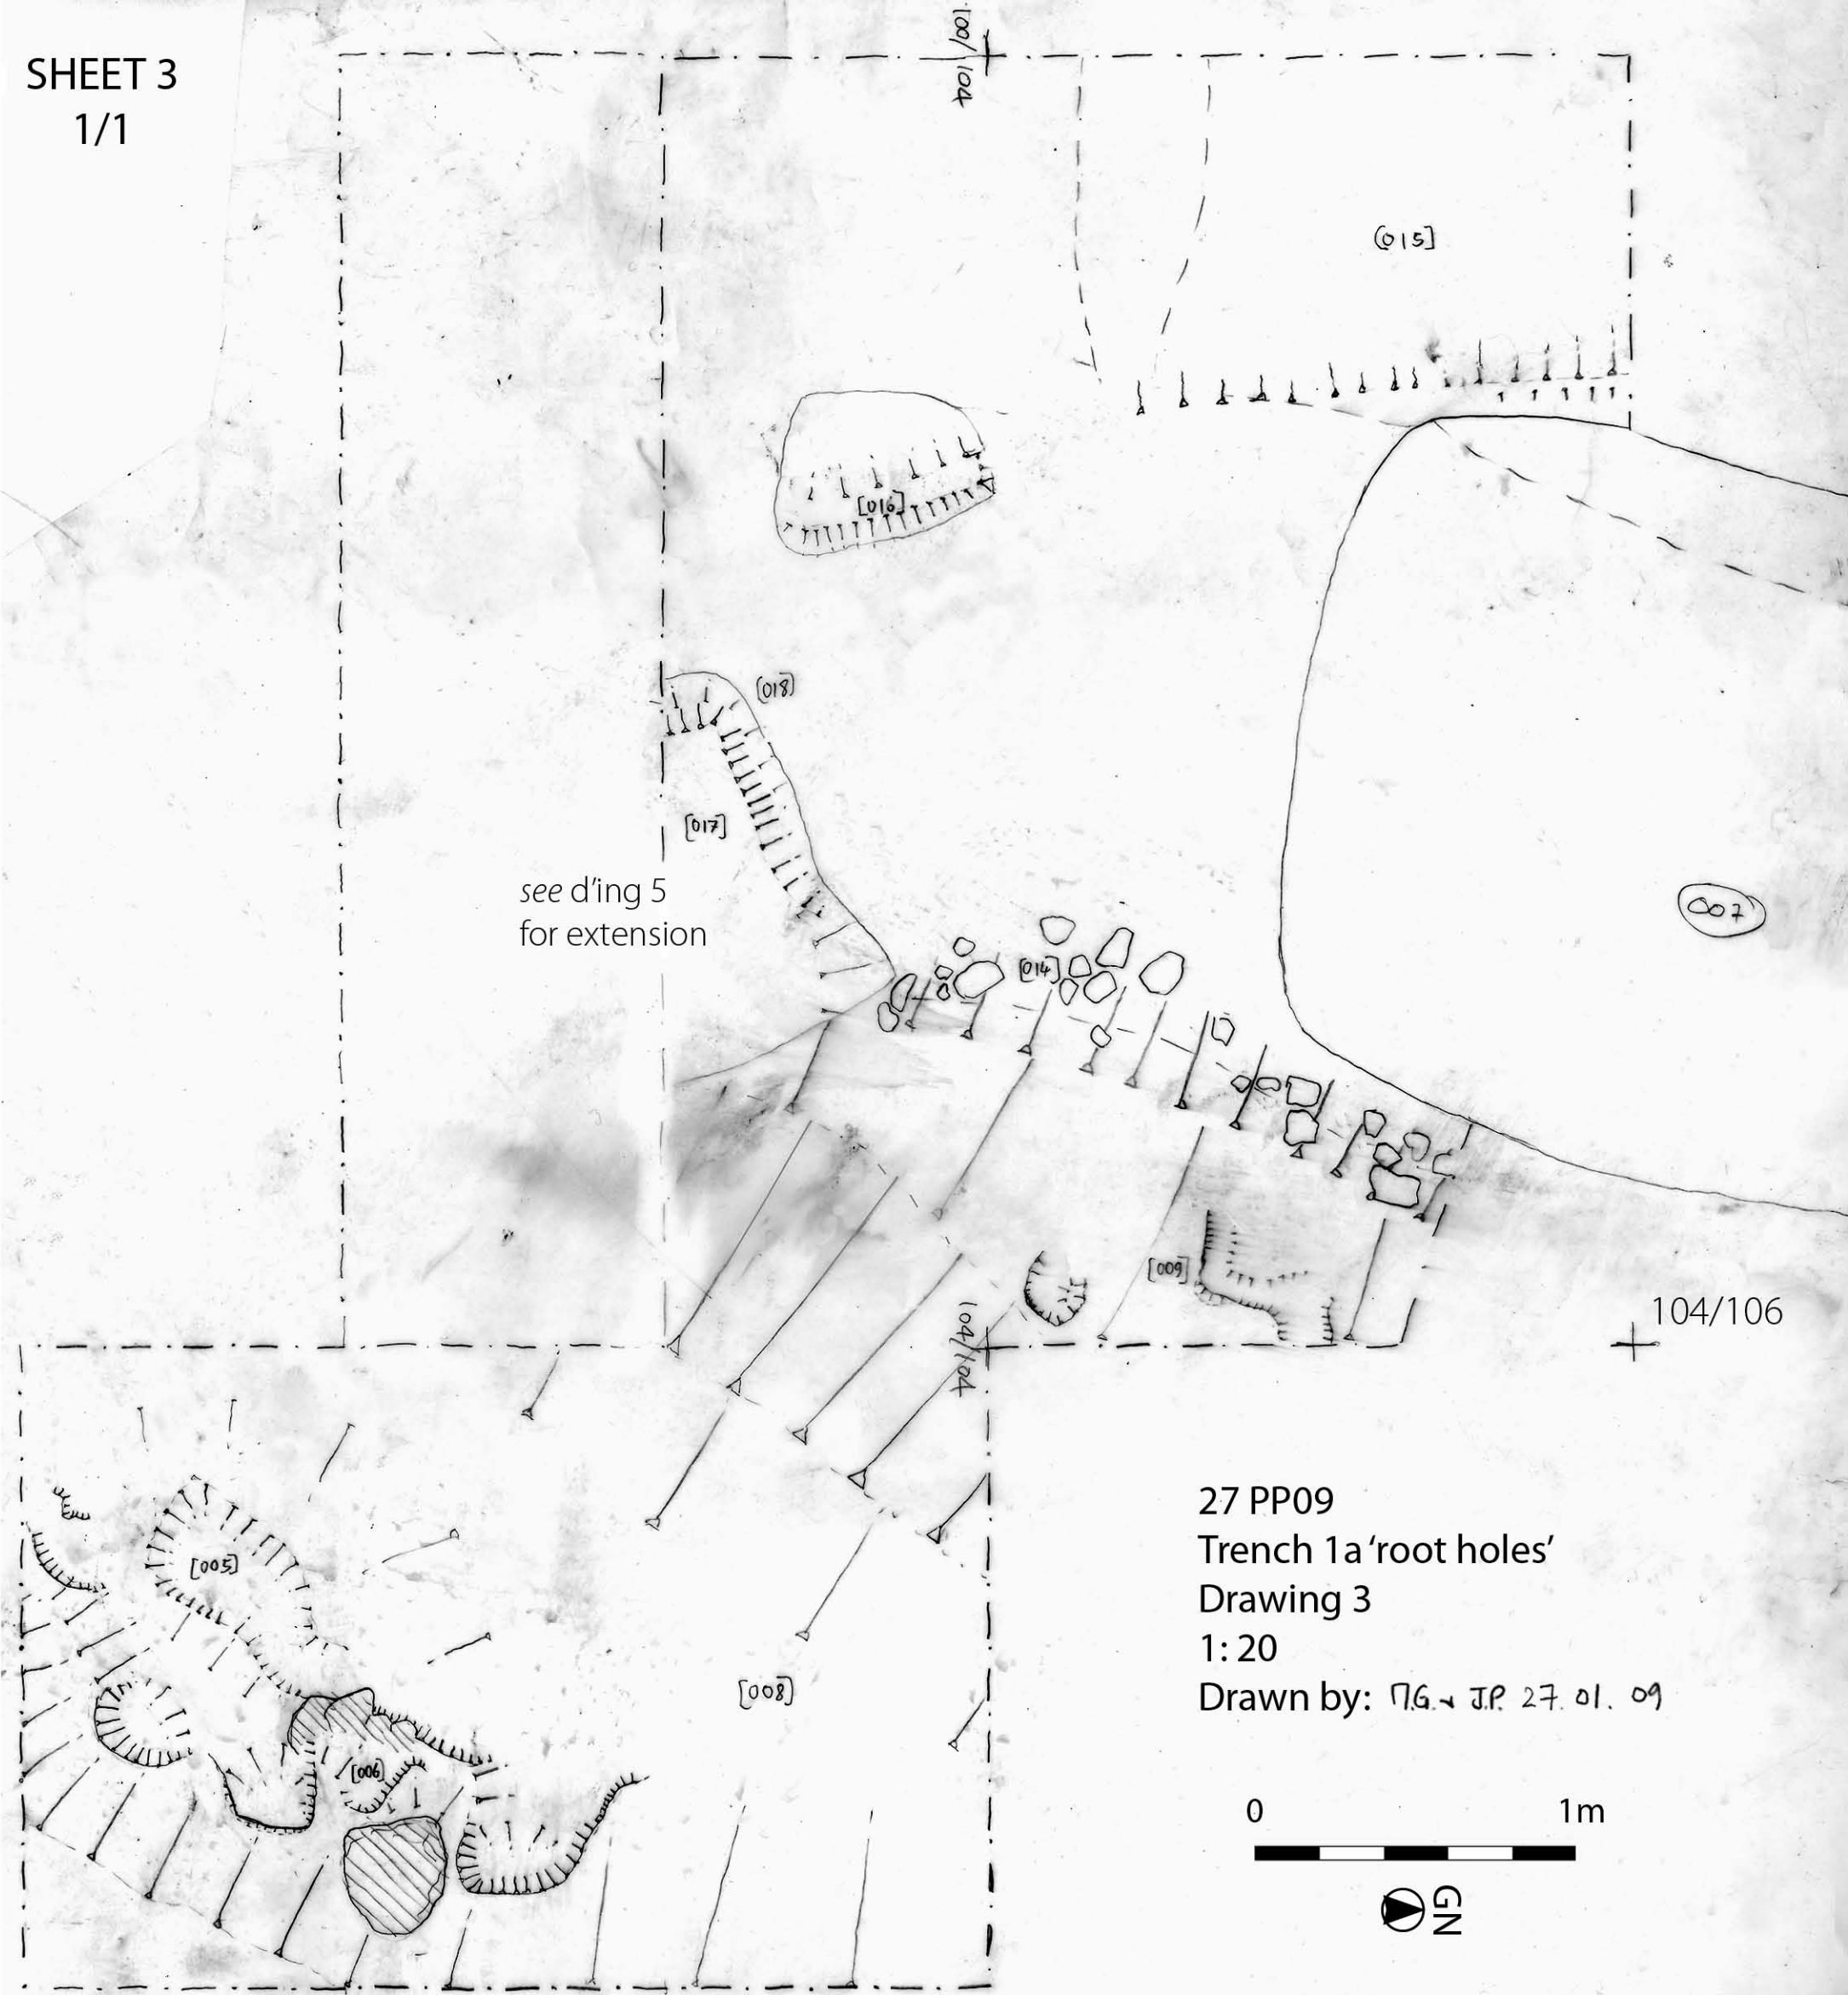 SHEET 3
1/1
100/104
[015]
[016]
[018]
[017]
see d'ing 5
for extension
007
[014]
[009]
104/104
104/106
27 PP09
Trench 1a 'root holes'
Drawing 3
1: 20
Drawn by: M.G. & J.P. 27.01.09
[005]
[008]
[006]
0 1m
GN